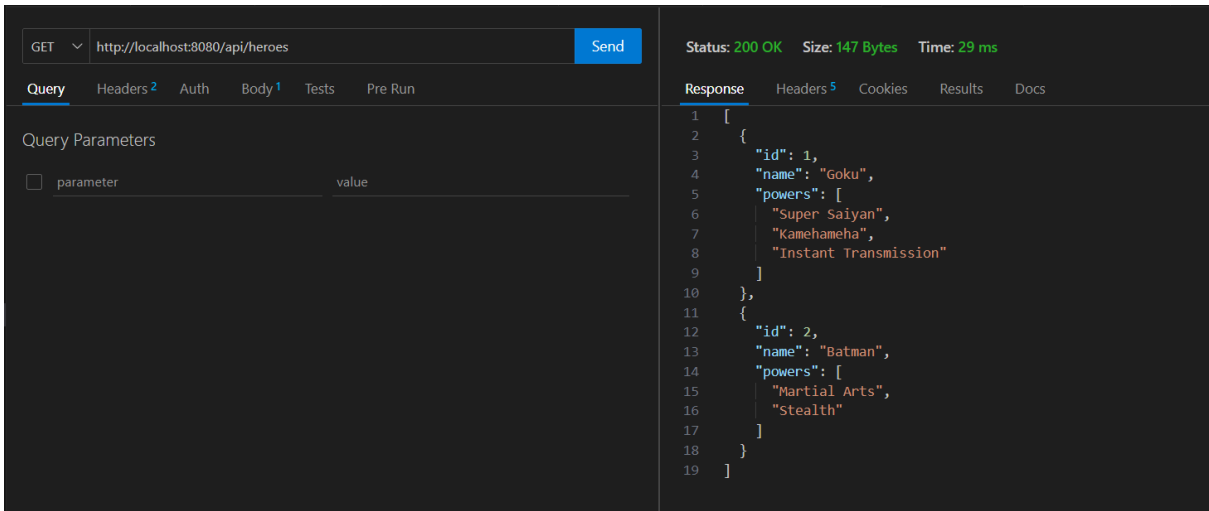 GET http://localhost:8080/api/heroes Send
Query Headers 2 Auth Body 1 Tests Pre Run
Query Parameters
parameter value
Status: 200 OK Size: 147 Bytes Time: 29 ms
Response Headers 5 Cookies Results Docs
1 [
2 {
3 "id": 1,
4 "name": "Goku",
5 "powers": [
6 "Super Saiyan",
7 "Kamehameha",
8 "Instant Transmission"
9 ]
10 },
11 {
12 "id": 2,
13 "name": "Batman",
14 "powers": [
15 "Martial Arts",
16 "Stealth"
17 ]
18 }
19 ]